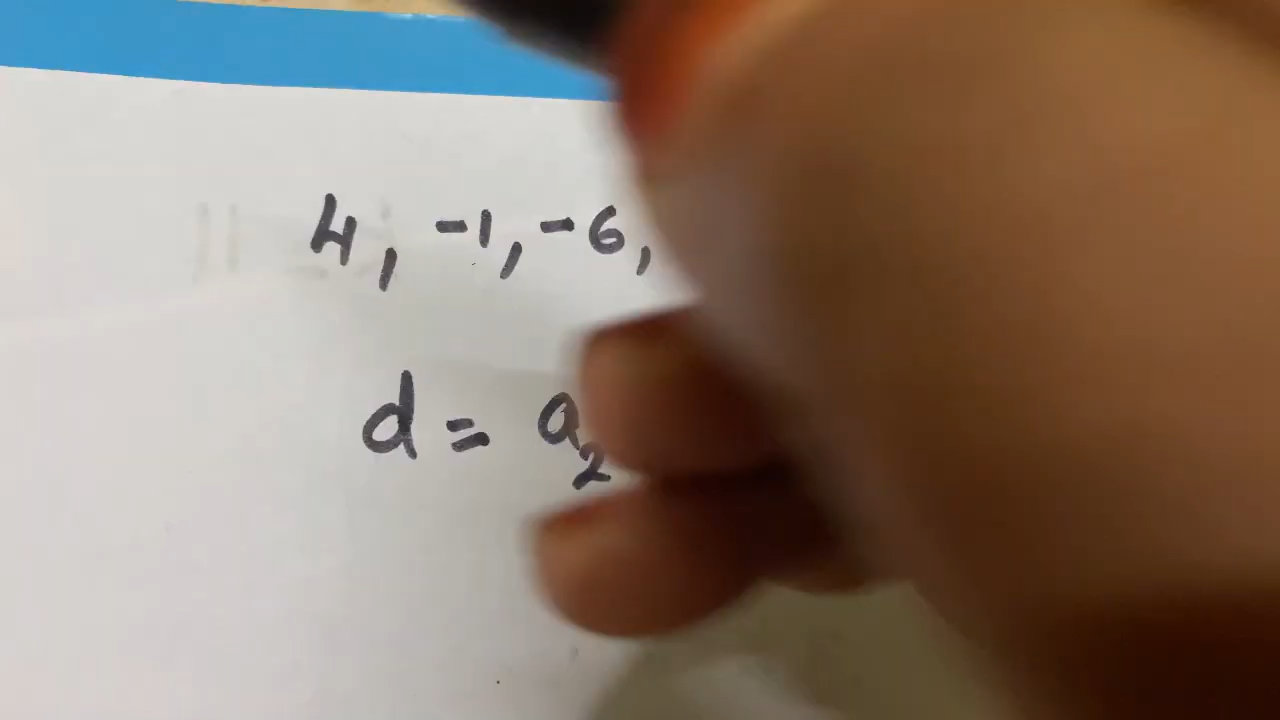 4, -1, -6,
d = a₂